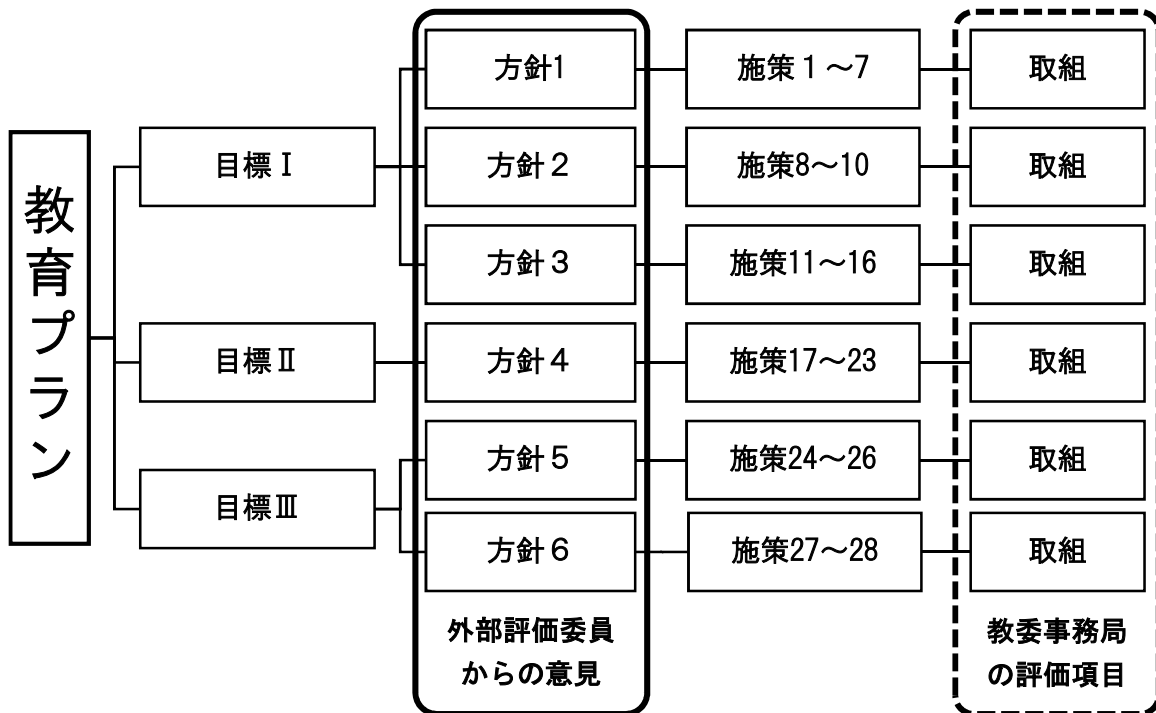 教育プラン
目標Ⅰ
目標Ⅱ
目標Ⅲ
方針1
方針２
方針３
方針４
方針５
方針６
外部評価委員
からの意見
施策１～7
施策8～10
施策11～16
施策17～23
施策24～26
施策27～28
取組
取組
取組
取組
取組
取組
教委事務局
の評価項目